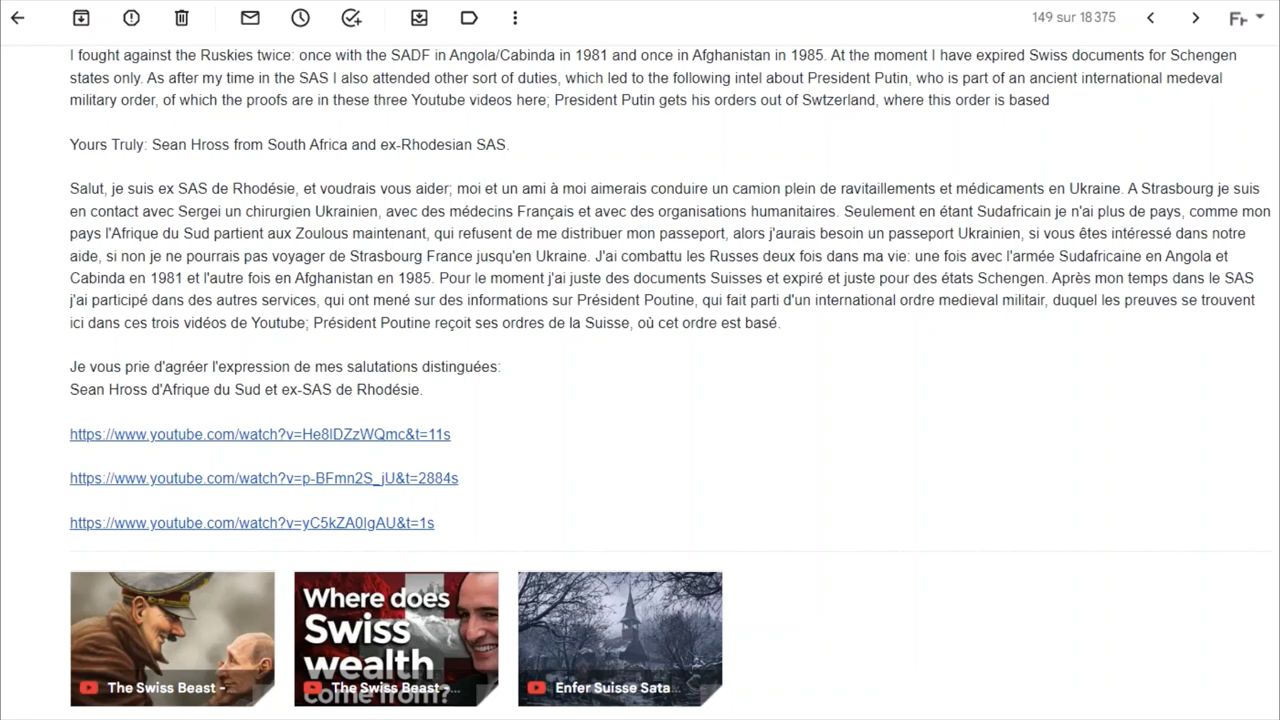 149 sur 18 375
Fr
I fought against the Ruskies twice: once with the SADF in Angola/Cabinda in 1981 and once in Afghanistan in 1985. At the moment I have expired Swiss documents for Schengen
states only. As after my time in the SAS I also attended other sort of duties, which led to the following intel about President Putin, who is part of an ancient international medeval
military order, of which the proofs are in these three Youtube videos here; President Putin gets his orders out of Swtzerland, where this order is based
Yours Truly: Sean Hross from South Africa and ex-Rhodesian SAS.
Salut, je suis ex SAS de Rhodésie, et voudrais vous aider; moi et un ami à moi aimerais conduire un camion plein de ravitaillements et médicaments en Ukraine. A Strasbourg je suis
en contact avec Sergei un chirurgien Ukrainien, avec des médecins Français et avec des organisations humanitaires. Seulement en étant Sudafricain je n'ai plus de pays, comme mon
pays l'Afrique du Sud partient aux Zoulous maintenant, qui refusent de me distribuer mon passeport, alors j'aurais besoin un passeport Ukrainien, si vous êtes intéressé dans notre
aide, si non je ne pourrais pas voyager de Strasbourg France jusqu'en Ukraine. J'ai combattu les Russes deux fois dans ma vie: une fois avec l'armée Sudafricaine en Angola et
Cabinda en 1981 et l'autre fois en Afghanistan en 1985. Pour le moment j'ai juste des documents Suisses et expiré et juste pour des états Schengen. Après mon temps dans le SAS
j'ai participé dans des autres services, qui ont mené sur des informations sur Président Poutine, qui fait parti d'un international ordre medieval militair, duquel les preuves se trouvent
ici dans ces trois vidéos de Youtube; Président Poutine reçoit ses ordres de la Suisse, où cet ordre est basé.
Je vous prie d'agréer l'expression de mes salutations distinguées:
Sean Hross d'Afrique du Sud et ex-SAS de Rhodésie.
https://www.youtube.com/watch?v=He8lDZzWQmc&t=11s
https://www.youtube.com/watch?v=p-BFmn2S_jU&t=2884s
https://www.youtube.com/watch?v=yC5kZA0IgAU&t=1s
Where does
Swiss
wealth
come from?
The Swiss Beast -
The Swiss Beast -...
Enfer Suisse Sata...